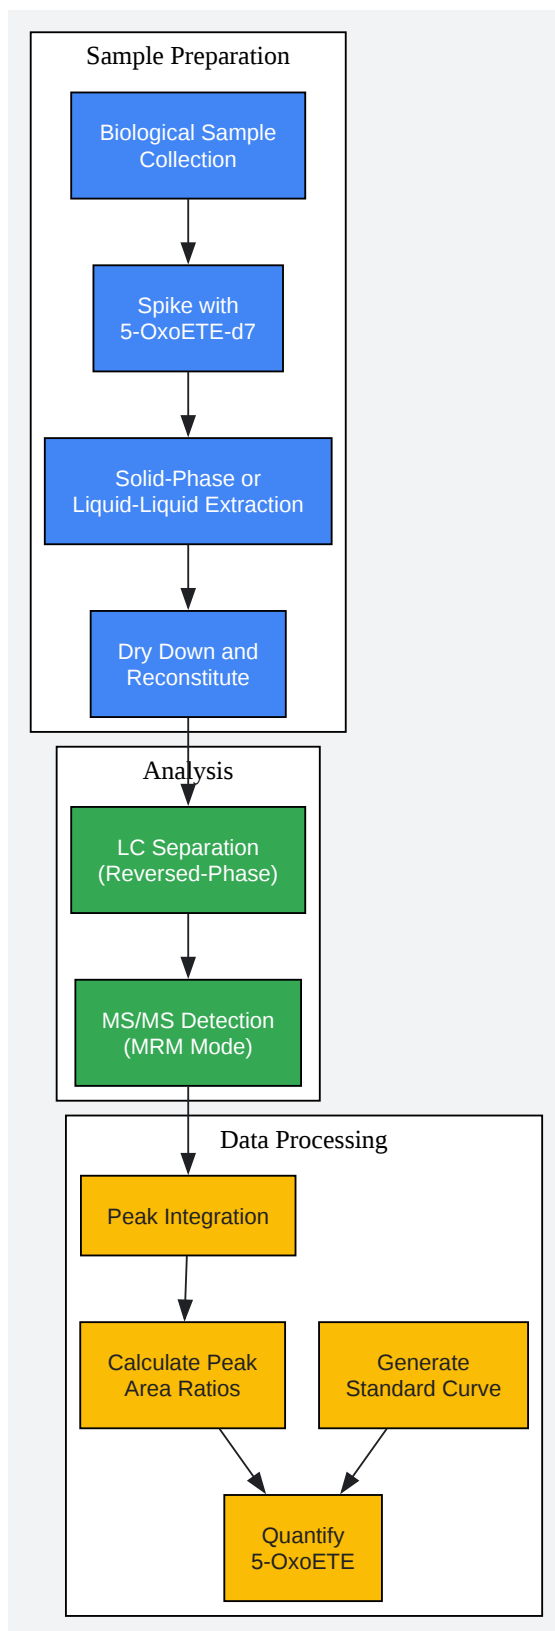 Sample Preparation
Biological Sample
Collection
Spike with
5-OxoETE-d7
Solid-Phase or
Liquid-Liquid Extraction
Dry Down and
Reconstitute
Analysis
LC Separation
(Reversed-Phase)
MS/MS Detection
(MRM Mode)
Data Processing
Peak Integration
Calculate Peak
Area Ratios
Generate
Standard Curve
Quantify
5-OxoETE